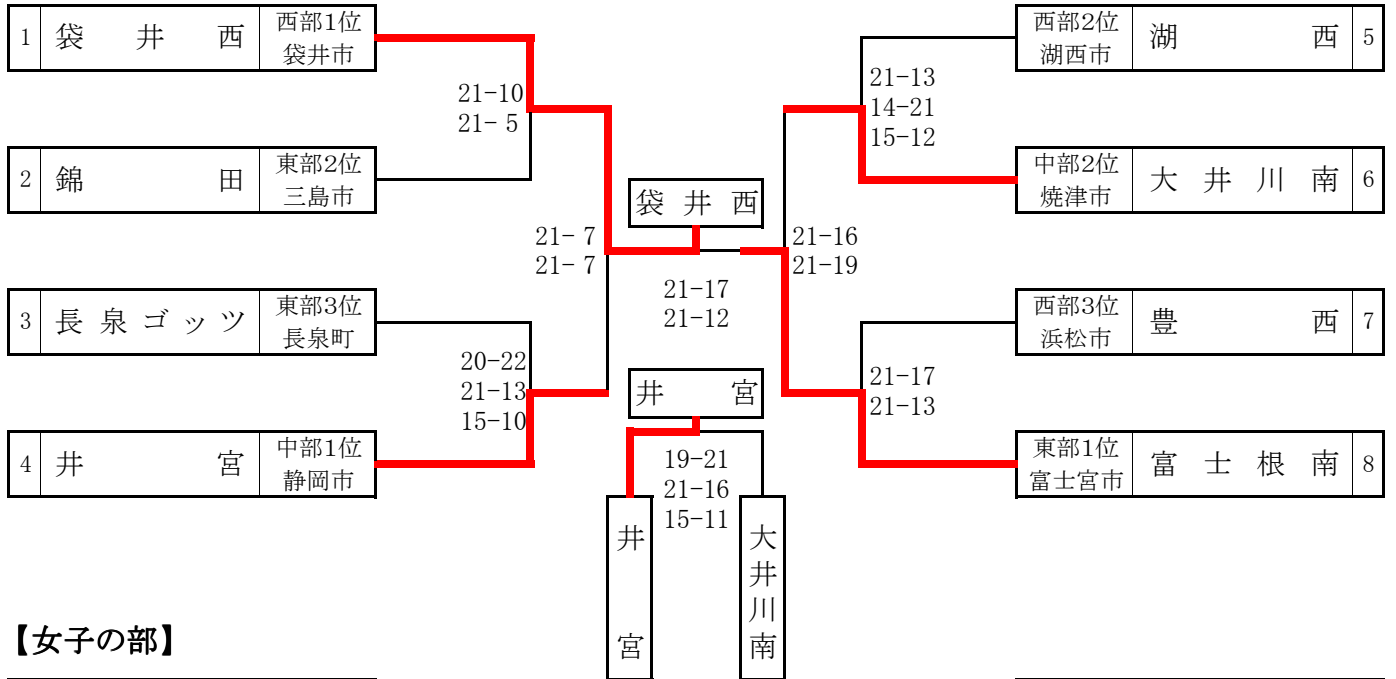 1 袋井西 西部1位 袋井市
2 錦田 東部2位 三島市
3 長泉ゴッツ 東部3位 長泉町
4 井宮 中部1位 静岡市
21-10
21- 5
20-22
21-13
15-10
21- 7
21- 7
袋井西
21-17
21-12
井宮
19-21
21-16
15-11
井宮
大井川南
21-16
21-19
21-13
14-21
15-12
21-17
21-13
西部2位 湖西市 湖西 5
中部2位 焼津市 大井川南 6
西部3位 浜松市 豊西 7
東部1位 富士宮市 富士根南 8
【女子の部】